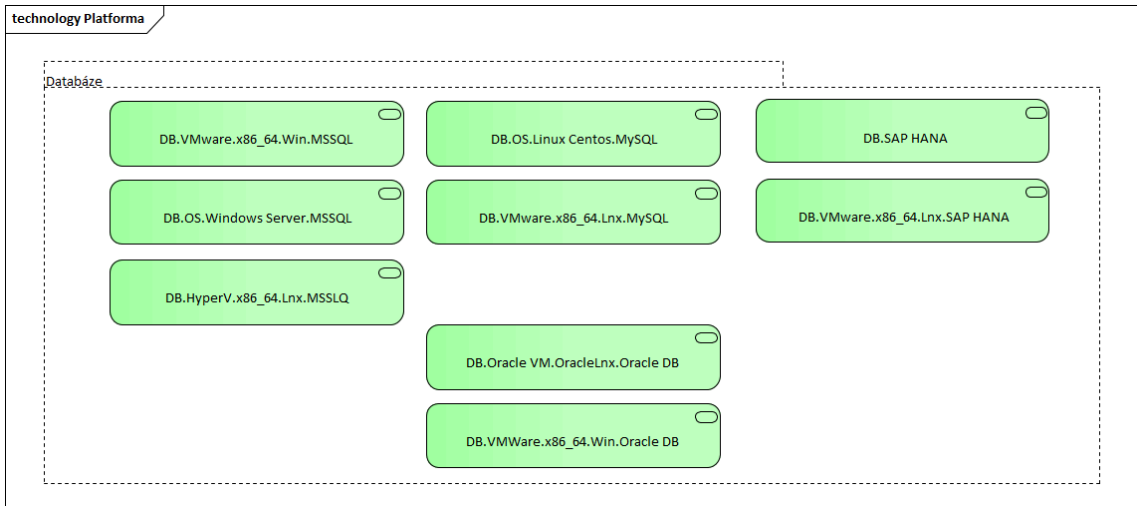 technology Platforma
Databáze
DB.VMware.x86_64.Win.MSSQL
DB.OS.Linux Centos.MySQL
DB.SAP HANA
DB.OS.Windows Server.MSSQL
DB.VMware.x86_64.Lnx.MySQL
DB.VMware.x86_64.Lnx.SAP HANA
DB.HyperV.x86_64.Lnx.MSSLQ
DB.Oracle VM.OracleLnx.Oracle DB
DB.VMWare.x86_64.Win.Oracle DB